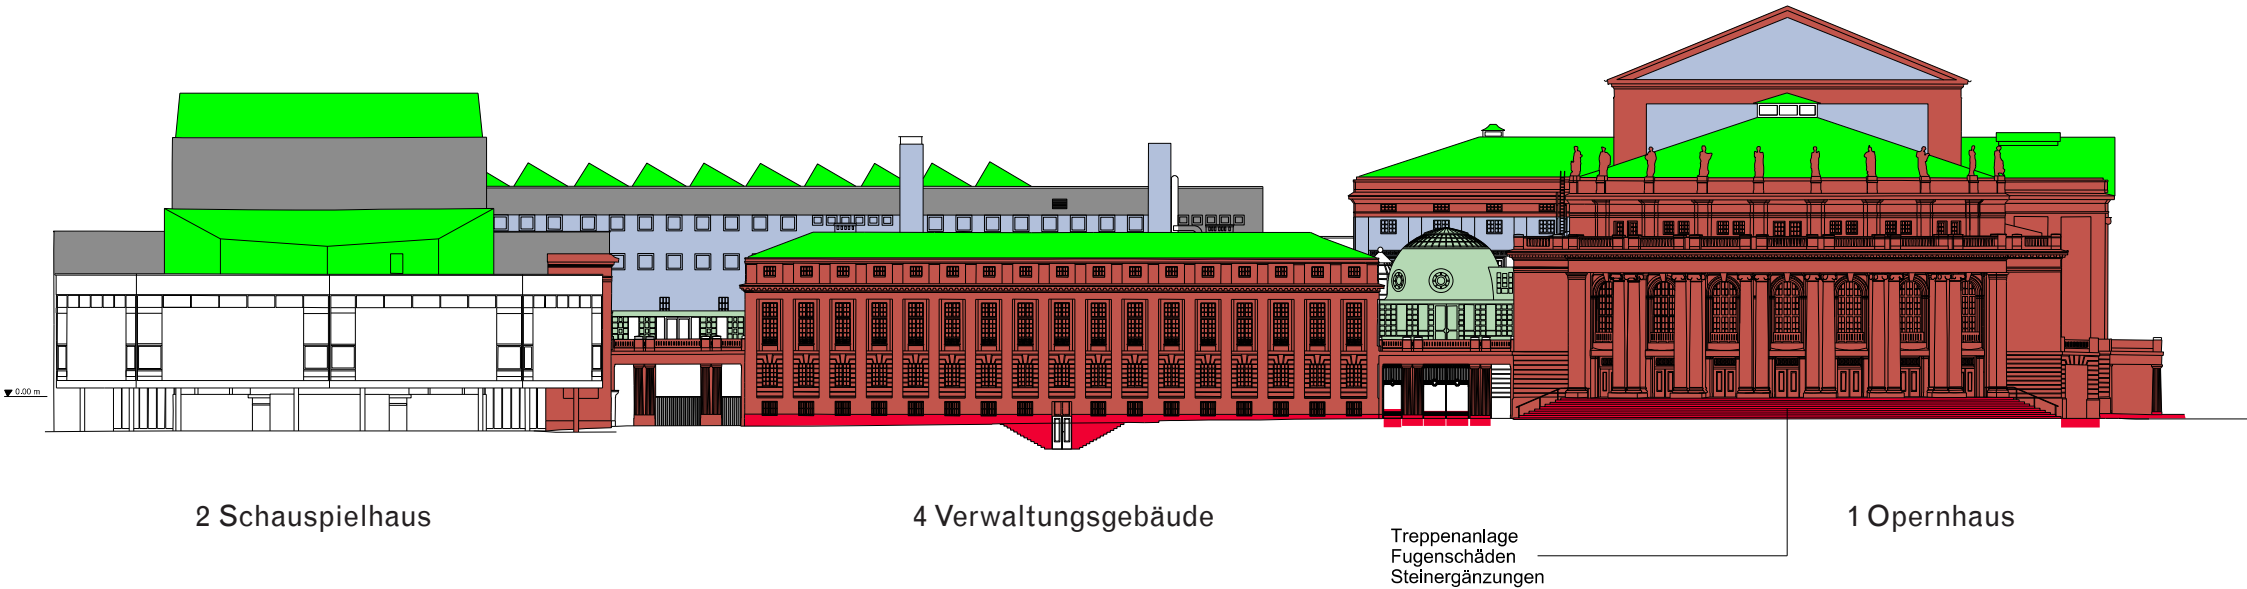 0.00 m
2 Schauspielhaus
4 Verwaltungsgebäude
1 Opernhaus
Treppenanlage
Fugenschäden
Steinergänzungen